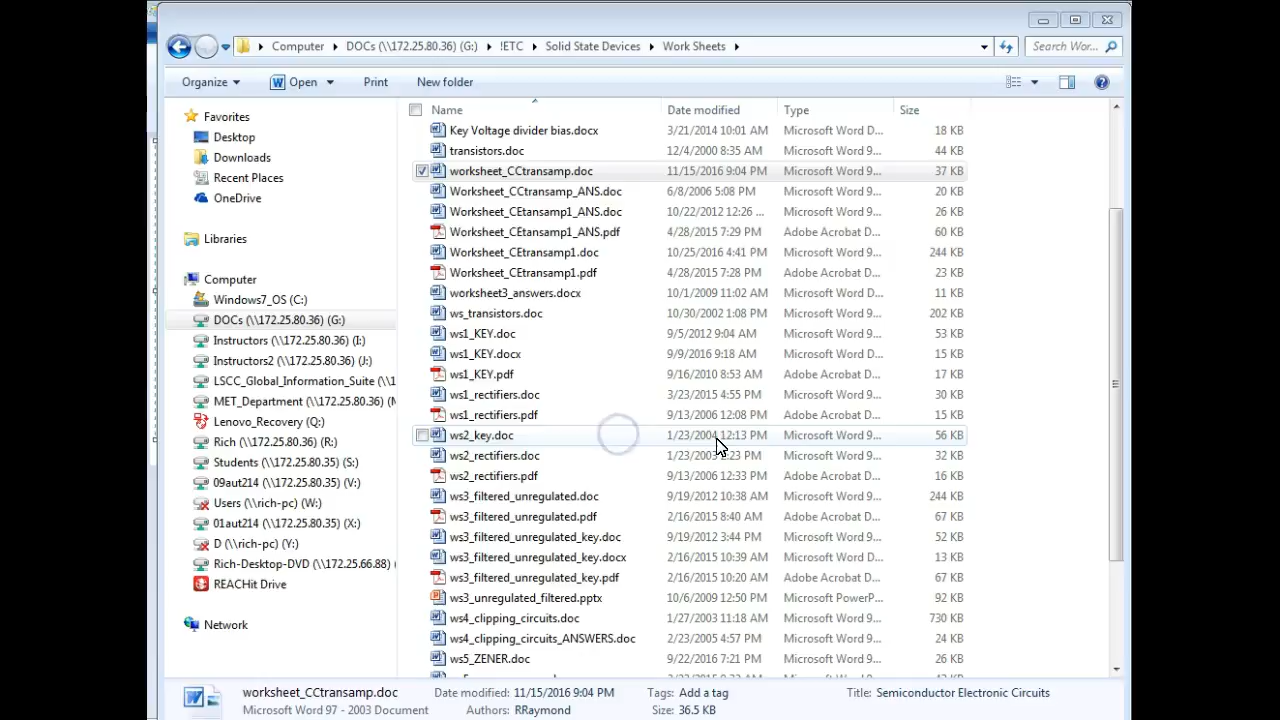 Computer DOCs (\\172.25.80.36) (G:) !ETC Solid State Devices Work Sheets Search Wor...
Organize Open Print New folder
Name Date modified Type Size
Key Voltage divider bias.docx 3/21/2014 10:01 AM Microsoft Word D... 18 KB
transistors.doc 12/4/2000 8:35 AM Microsoft Word 9... 44 KB
worksheet_CCtransamp.doc 11/15/2016 9:04 PM Microsoft Word 9... 37 KB
Worksheet_CCtransamp_ANS.doc 6/8/2006 5:08 PM Microsoft Word 9... 20 KB
Worksheet_CEtansamp1_ANS.doc 10/22/2012 12:26 ... Microsoft Word 9... 26 KB
Worksheet_CEtansamp1_ANS.pdf 4/28/2015 7:29 PM Adobe Acrobat D... 60 KB
Worksheet_CEtransamp1.doc 10/25/2016 4:41 PM Microsoft Word 9... 244 KB
Worksheet_CEtransamp1.pdf 4/28/2015 7:28 PM Adobe Acrobat D... 23 KB
worksheet3_answers.docx 10/1/2009 11:02 AM Microsoft Word D... 11 KB
ws_transistors.doc 10/30/2002 1:08 PM Microsoft Word 9... 202 KB
ws1_KEY.doc 9/5/2012 9:04 AM Microsoft Word 9... 53 KB
ws1_KEY.docx 9/9/2016 9:18 AM Microsoft Word D... 15 KB
ws1_KEY.pdf 9/16/2010 8:53 AM Adobe Acrobat D... 17 KB
ws1_rectifiers.doc 3/23/2015 4:55 PM Microsoft Word 9... 30 KB
ws1_rectifiers.pdf 9/13/2006 12:08 PM Adobe Acrobat D... 15 KB
ws2_key.doc 1/23/2004 12:13 PM Microsoft Word 9... 56 KB
ws2_rectifiers.doc PM Microsoft Word 9... 32 KB
ws2_rectifiers.pdf 9/13/2006 12:33 PM Adobe Acrobat D... 16 KB
ws3_filtered_unregulated.doc 9/19/2012 10:38 AM Microsoft Word 9... 244 KB
ws3_filtered_unregulated.pdf 2/16/2015 8:40 AM Adobe Acrobat D... 67 KB
ws3_filtered_unregulated_key.doc 9/19/2012 3:44 PM Microsoft Word 9... 52 KB
ws3_filtered_unregulated_key.docx 2/16/2015 10:39 AM Microsoft Word D... 13 KB
ws3_filtered_unregulated_key.pdf 2/16/2015 10:20 AM Adobe Acrobat D... 67 KB
ws3_unregulated_filtered.pptx 10/6/2009 12:50 PM Microsoft PowerP... 92 KB
ws4_clipping_circuits.doc 1/27/2003 11:18 AM Microsoft Word 9... 730 KB
ws4_clipping_circuits_ANSWERS.doc 2/23/2005 4:57 PM Microsoft Word 9... 24 KB
ws5_ZENER.doc 9/22/2016 7:21 PM Microsoft Word 9... 26 KB
Favorites
Desktop
Downloads
Recent Places
OneDrive
Libraries
Computer
Windows7_OS (C:)
DOCs (\\172.25.80.36) (G:)
Instructors (\\172.25.80.36) (I:)
Instructors2 (\\172.25.80.36) (J:)
LSCC_Global_Information_Suite (\\1
MET_Department (\\172.25.80.36) (M
Lenovo_Recovery (Q:)
Rich (\\172.25.80.36) (R:)
Students (\\172.25.80.36) (S:)
09aut214 (\\172.25.80.36) (V:)
Users (\\rich-pc) (W:)
01aut214 (\\172.25.80.35) (X:)
D (\\rich-pc) (Y:)
Rich-Desktop-DVD (\\172.25.66.88) (
REACHit Drive
Network
worksheet_CCtransamp.doc Date modified: 11/15/2016 9:04 PM Tags: Add a tag Title: Semiconductor Electronic Circuits
Microsoft Word 97 - 2003 Document Authors: RRaymond Size: 36.5 KB